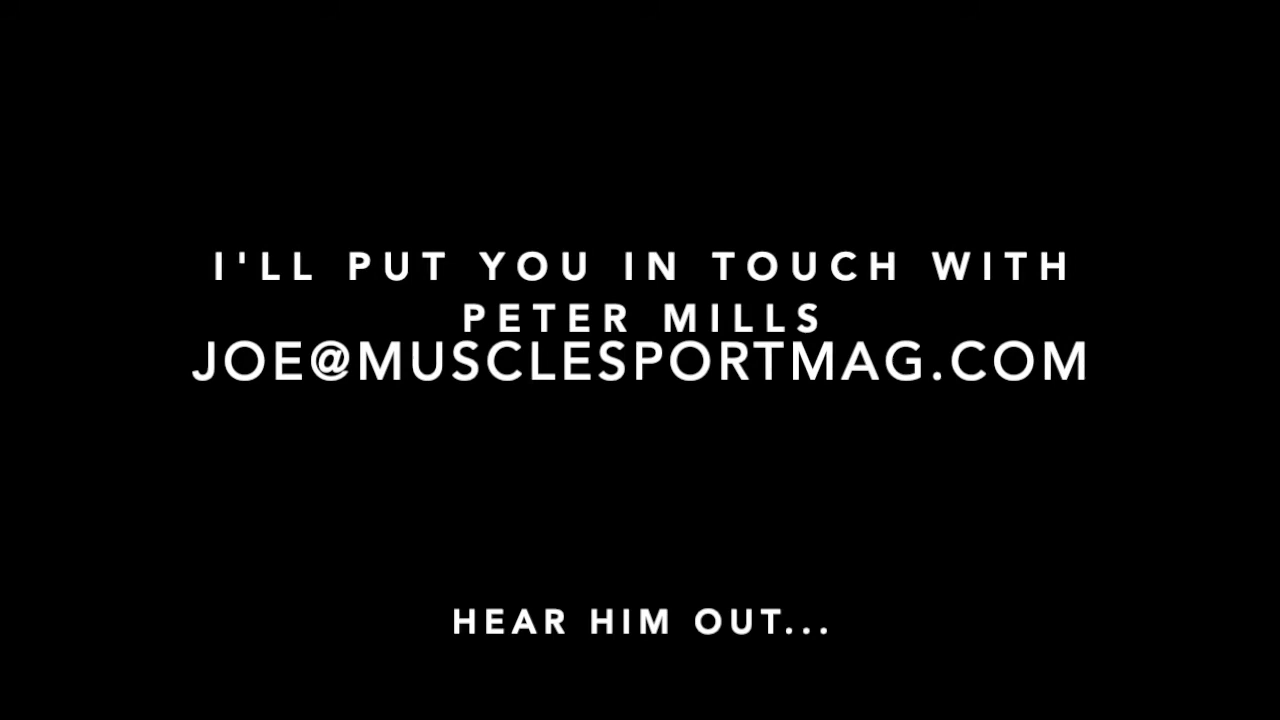 I'LL PUT YOU IN TOUCH WITH
PETER MILLS
JOE@MUSCLESPORTMAG.COM
HEAR HIM OUT...